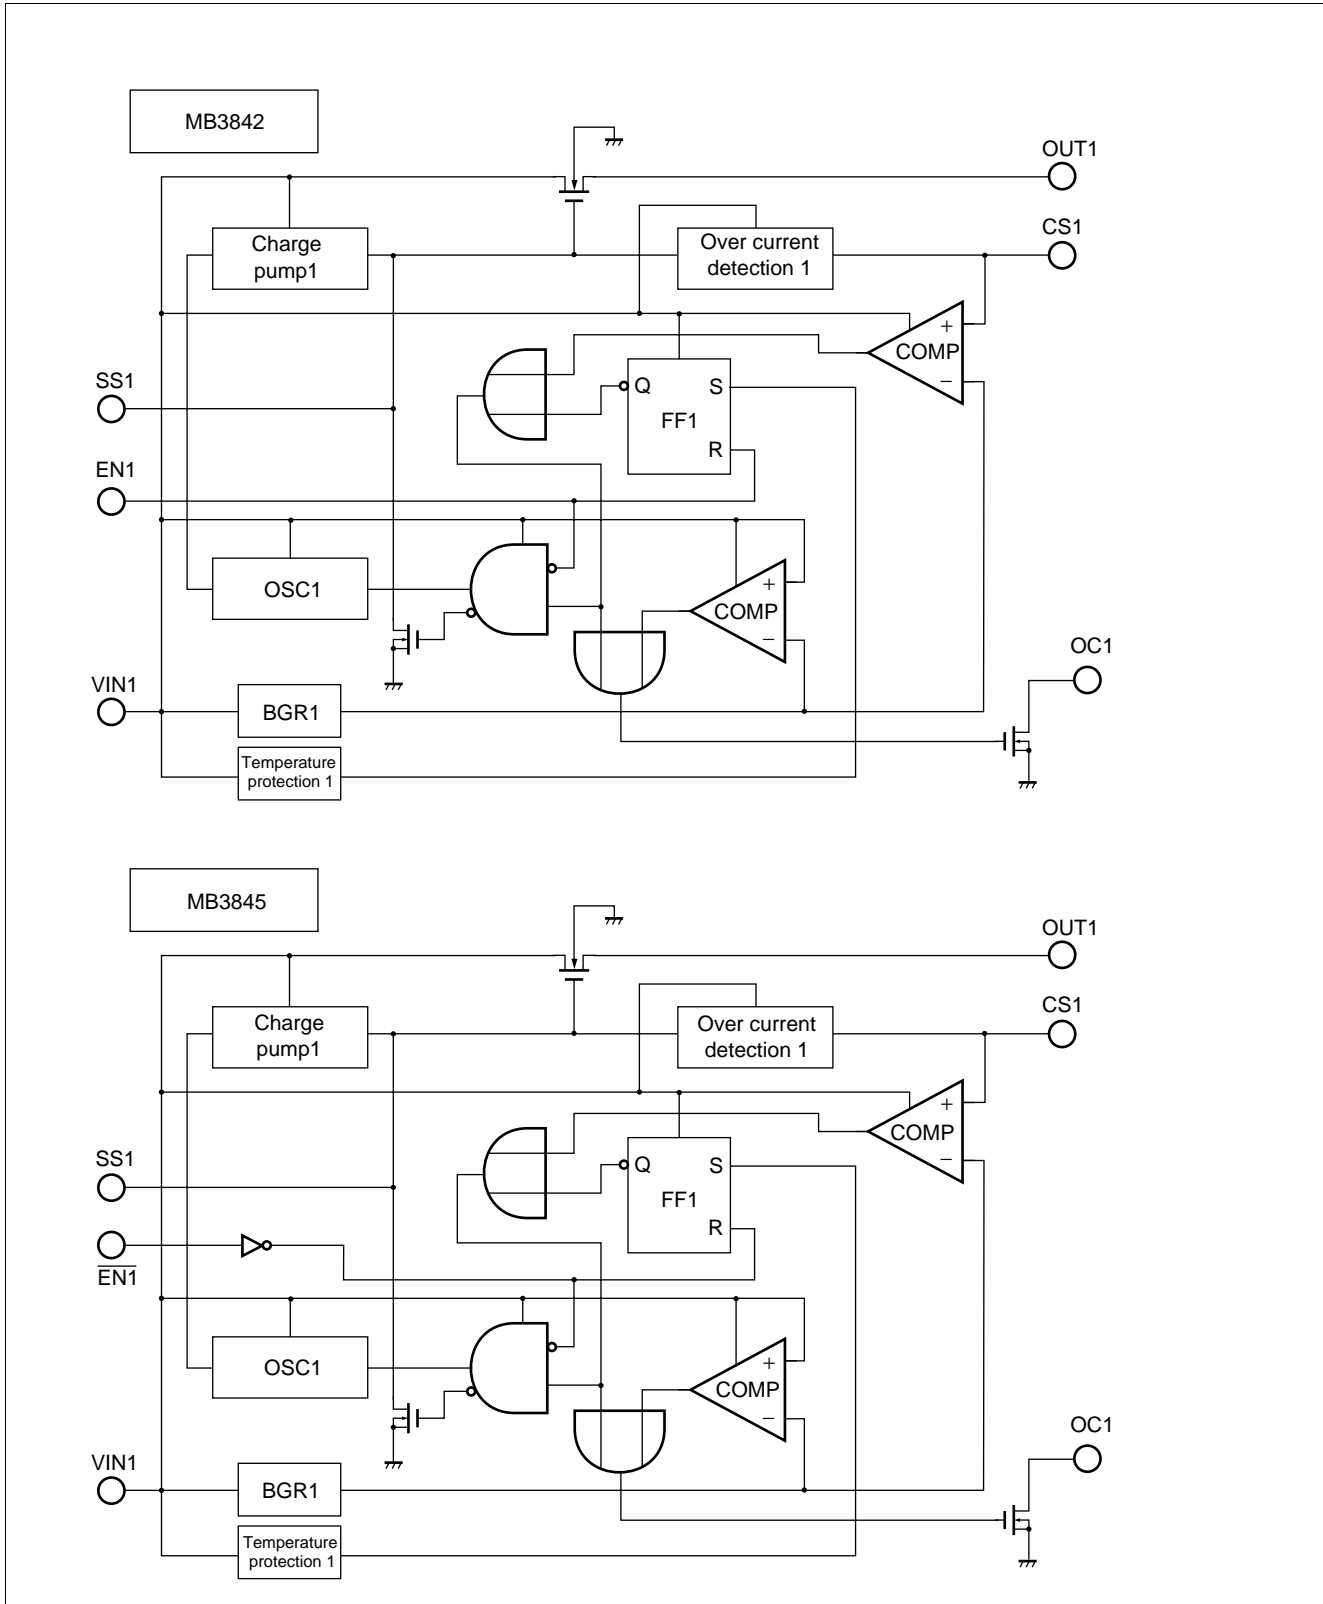 MB3842
OUT1
Charge
pump1
Over current
detection 1
CS1
+
COMP
−
SS1
Q
S
FF1
R
EN1
OSC1
+
COMP
−
OC1
VIN1
BGR1
Temperature
protection 1
MB3845
OUT1
Charge
pump1
Over current
detection 1
CS1
+
COMP
−
SS1
Q
S
FF1
R
E̅N̅1̅
OSC1
+
COMP
−
OC1
VIN1
BGR1
Temperature
protection 1